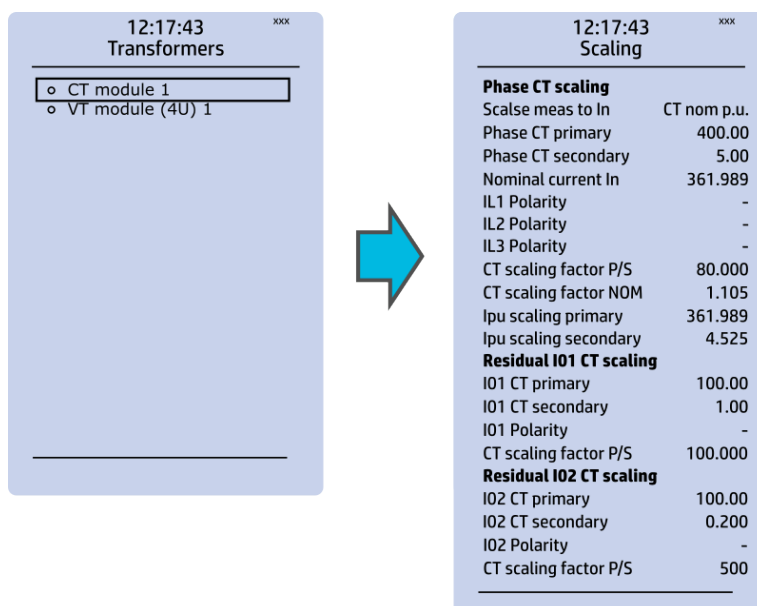 12:17:43 xxx
Transformers
CT module 1
VT module (4U) 1
12:17:43 xxx
Scaling
Phase CT scaling
Scalse meas to In CT nom p.u.
Phase CT primary 400.00
Phase CT secondary 5.00
Nominal current In 361.989
IL1 Polarity -
IL2 Polarity -
IL3 Polarity -
CT scaling factor P/S 80.000
CT scaling factor NOM 1.105
Ipu scaling primary 361.989
Ipu scaling secondary 4.525
Residual I01 CT scaling
I01 CT primary 100.00
I01 CT secondary 1.00
I01 Polarity -
CT scaling factor P/S 100.000
Residual I02 CT scaling
I02 CT primary 100.00
I02 CT secondary 0.200
I02 Polarity -
CT scaling factor P/S 500